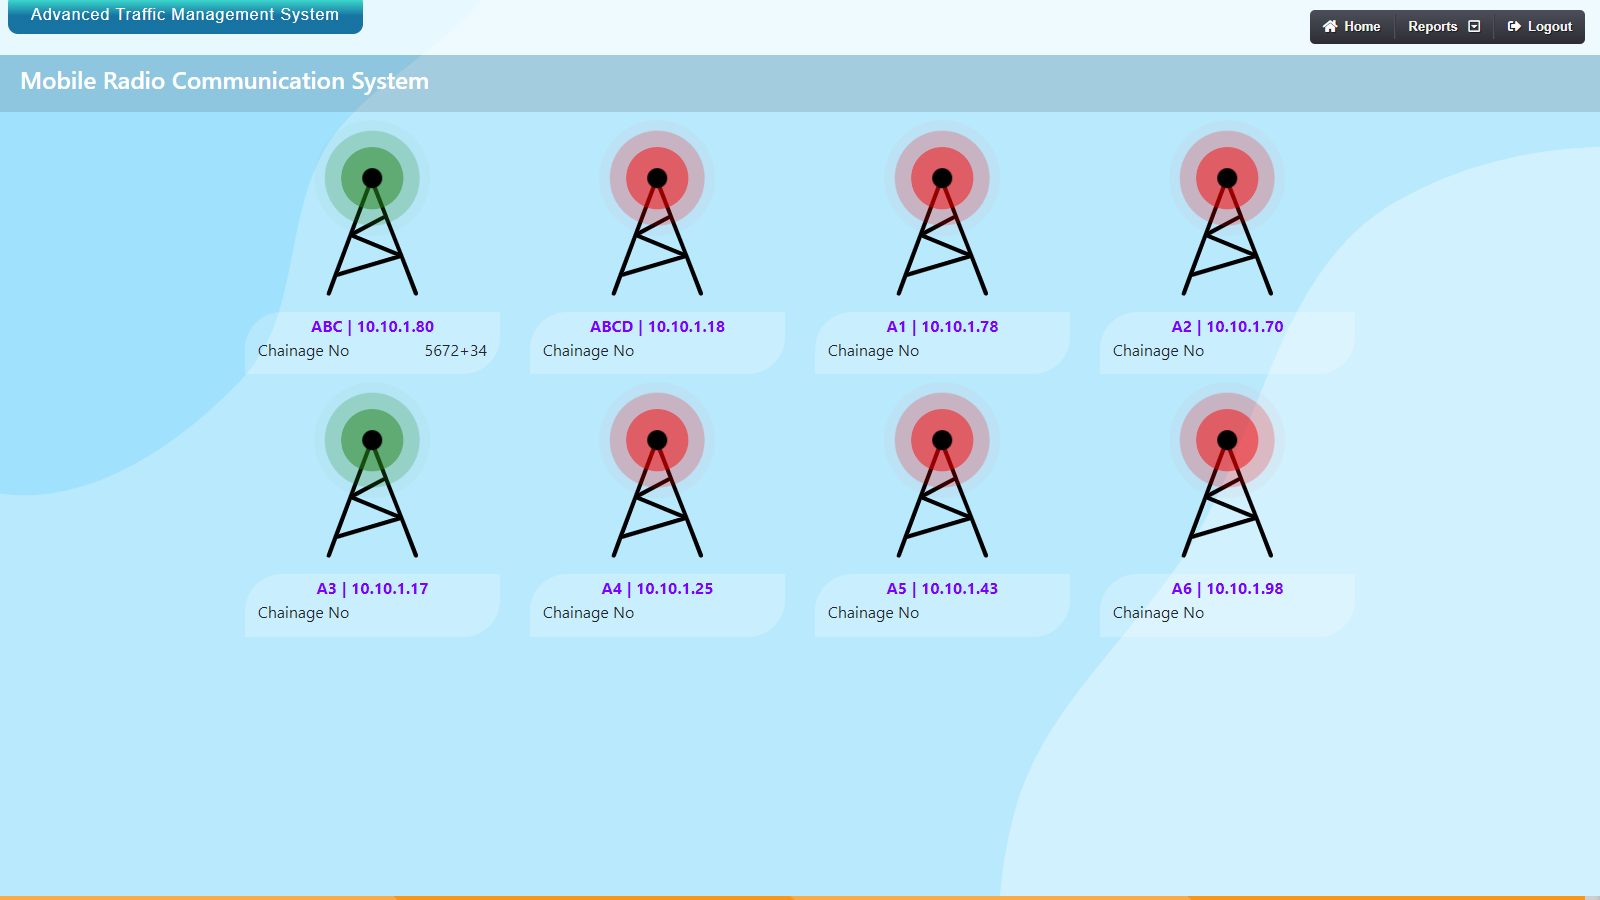 Advanced Traffic Management System
Home Reports Logout
Mobile Radio Communication System
ABC | 10.10.1.80
Chainage No 5672+34
ABCD | 10.10.1.18
Chainage No
A1 | 10.10.1.78
Chainage No
A2 | 10.10.1.70
Chainage No
A3 | 10.10.1.17
Chainage No
A4 | 10.10.1.25
Chainage No
A5 | 10.10.1.43
Chainage No
A6 | 10.10.1.98
Chainage No